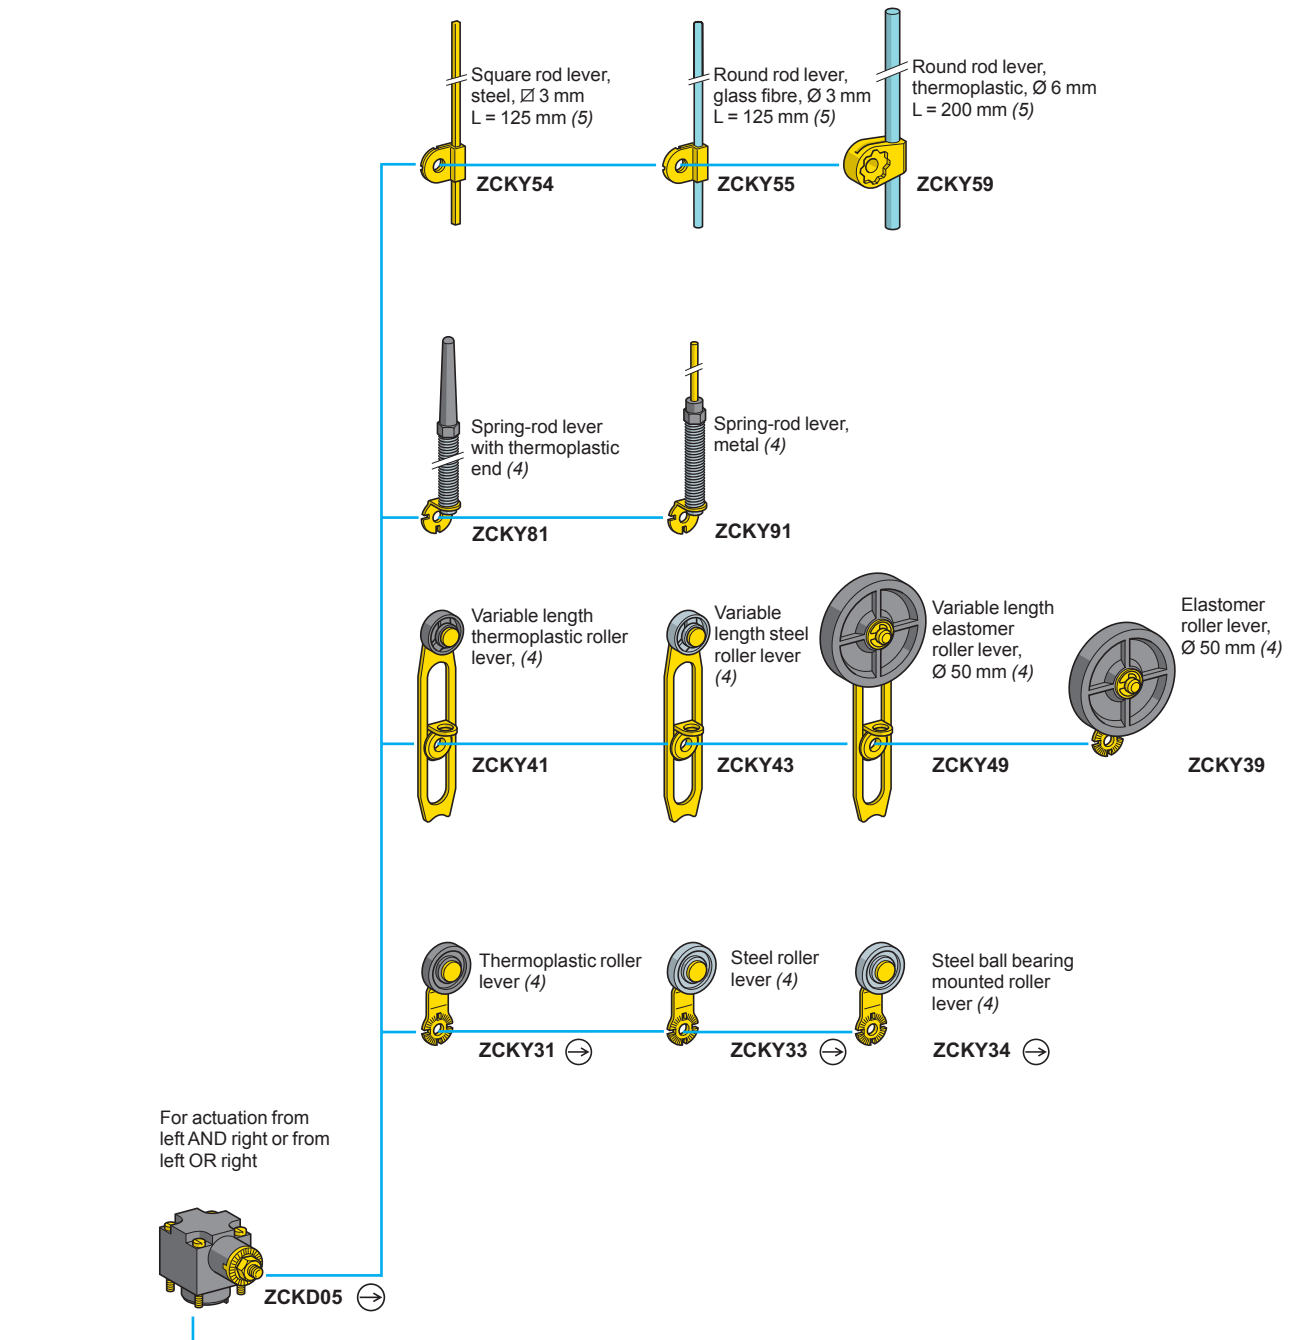 Square rod lever,
steel, ⍁ 3 mm
L = 125 mm (5)
ZCKY54
Round rod lever,
glass fibre, Ø 3 mm
L = 125 mm (5)
ZCKY55
Round rod lever,
thermoplastic, Ø 6 mm
L = 200 mm (5)
ZCKY59
Spring-rod lever
with thermoplastic
end (4)
ZCKY81
Spring-rod lever,
metal (4)
ZCKY91
Variable length
thermoplastic roller
lever, (4)
ZCKY41
Variable
length steel
roller lever
(4)
ZCKY43
Variable length
elastomer
roller lever,
Ø 50 mm (4)
ZCKY49
Elastomer
roller lever,
Ø 50 mm (4)
ZCKY39
Thermoplastic roller
lever (4)
ZCKY31
Steel roller
lever (4)
ZCKY33
Steel ball bearing
mounted roller
lever (4)
ZCKY34
For actuation from
left AND right or from
left OR right
ZCKD05